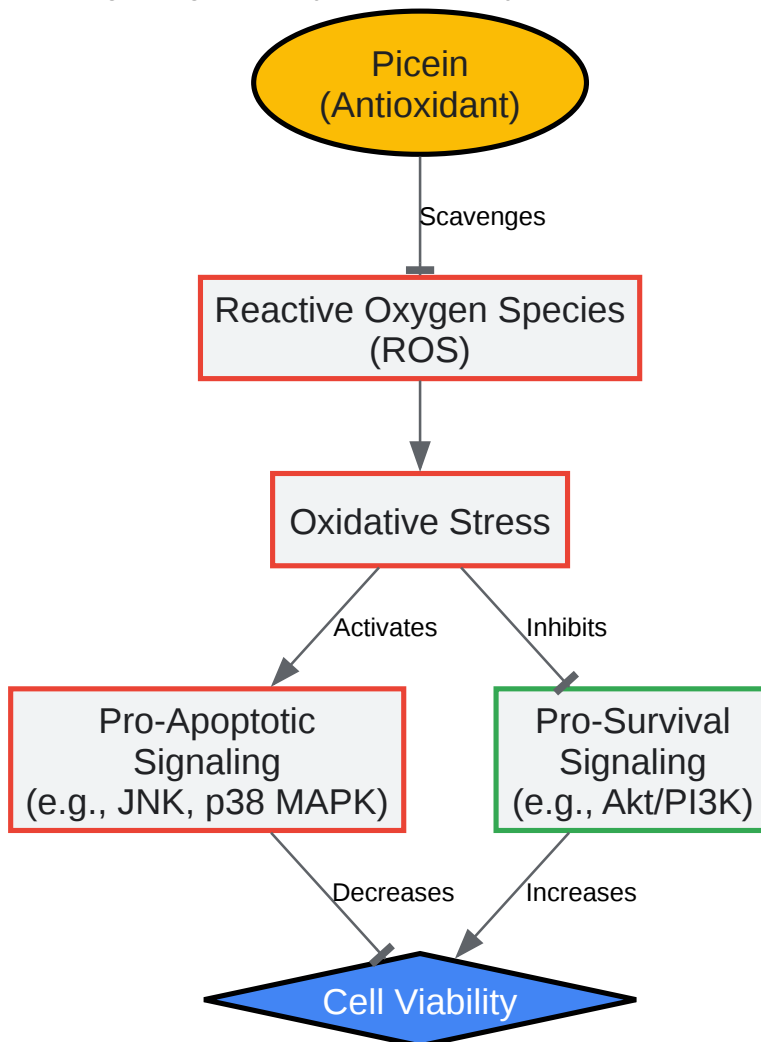 Picein
(Antioxidant)
Scavenges
Reactive Oxygen Species
(ROS)
Oxidative Stress
Activates
Inhibits
Pro-Apoptotic
Signaling
(e.g., JNK, p38 MAPK)
Pro-Survival
Signaling
(e.g., Akt/PI3K)
Decreases
Increases
Cell Viability